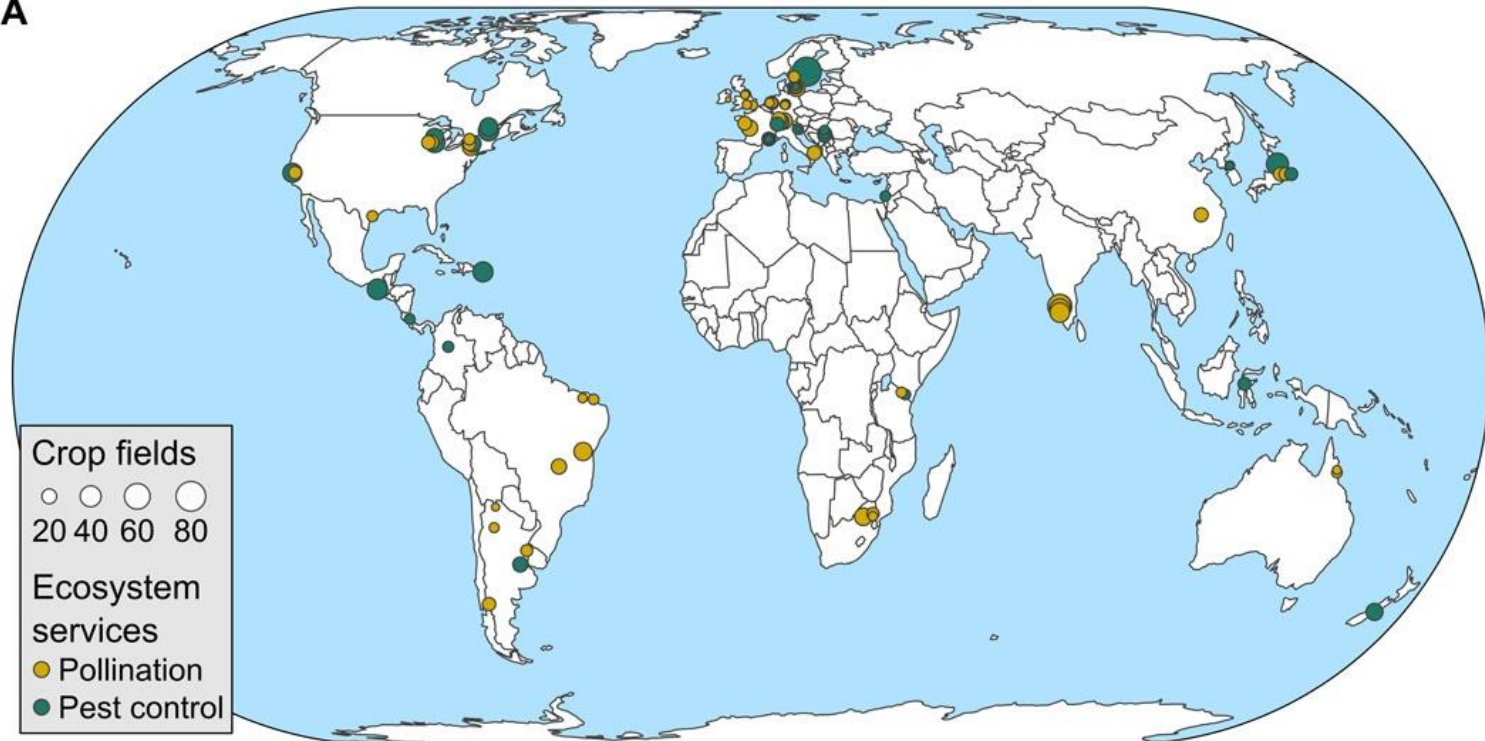 A
Crop fields
20 40 60 80
Ecosystem
services
Pollination
Pest control